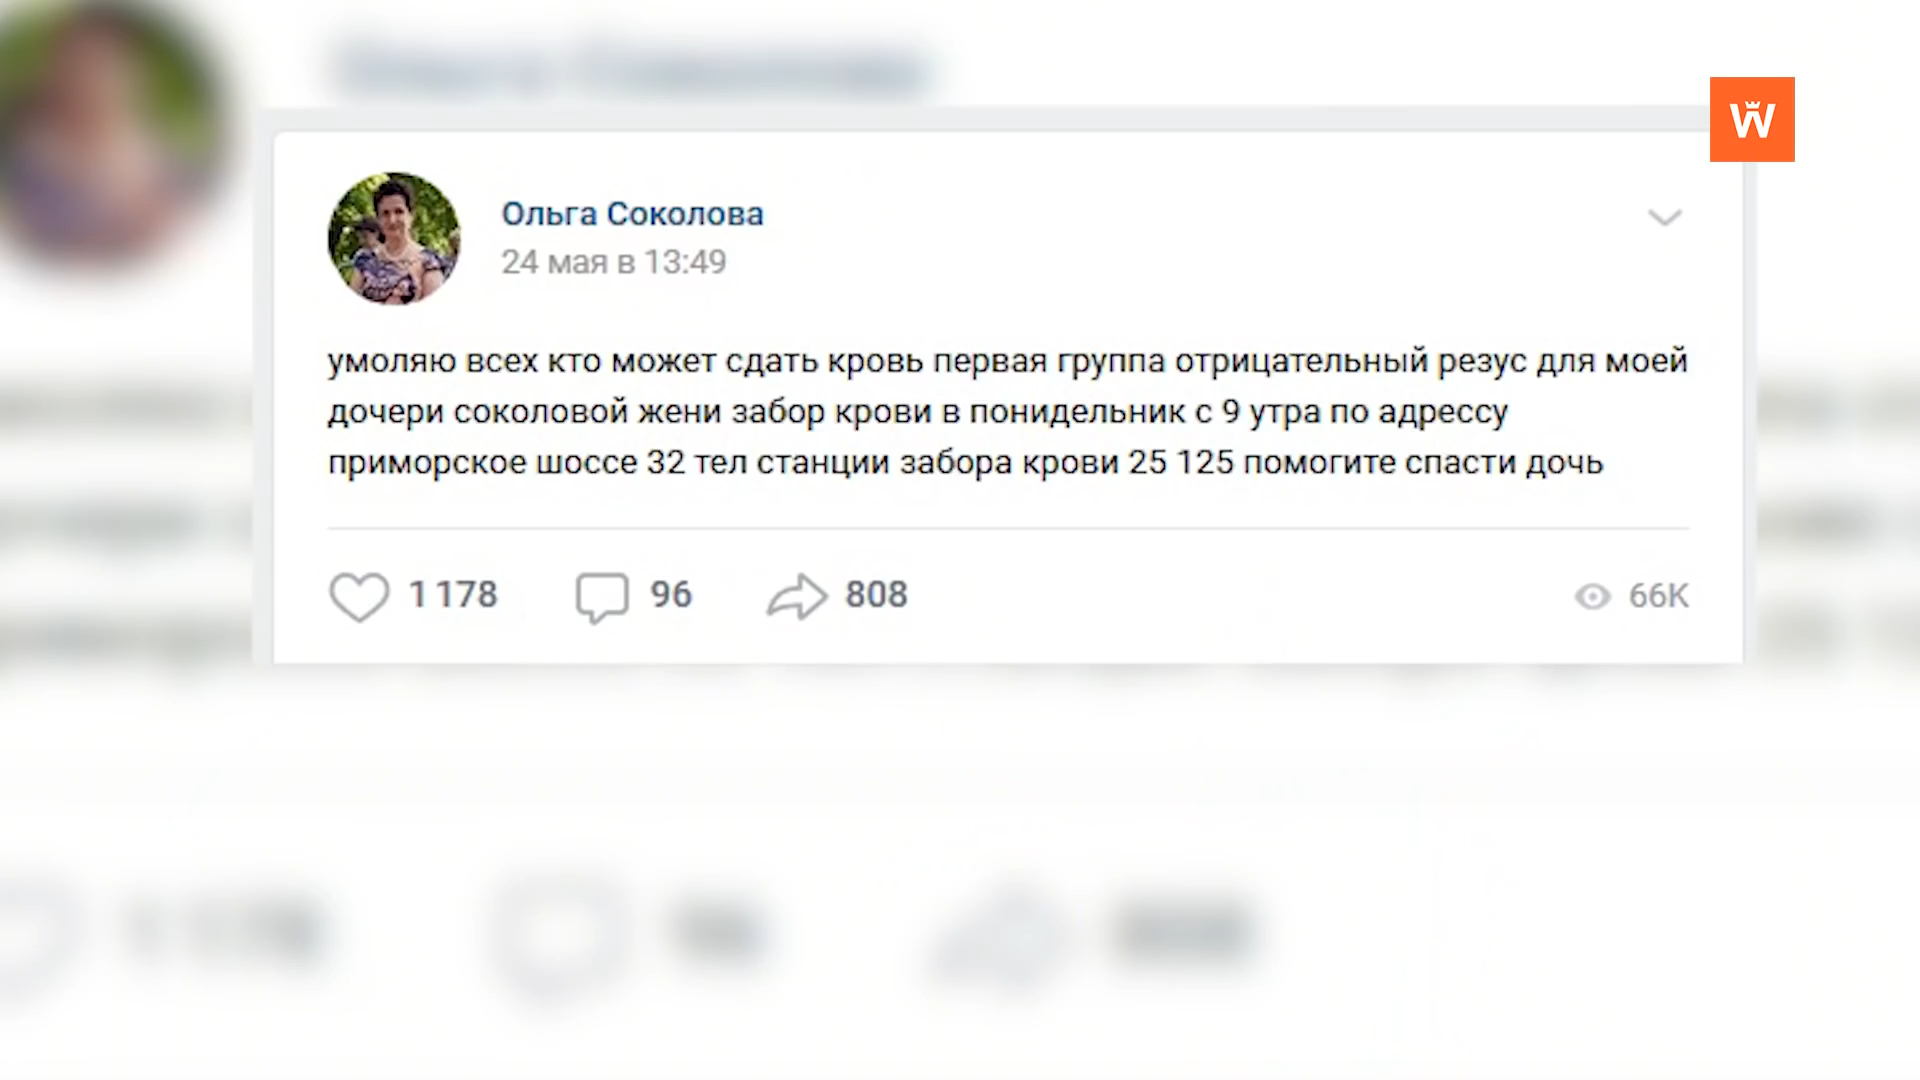 Ольга Соколова
24 мая в 13:49
умоляю всех кто может сдать кровь первая группа отрицательный резус для моей
дочери соколовой жени забор крови в понидельник с 9 утра по адрессу
приморское шоссе 32 тел станции забора крови 25 125 помогите спасти дочь
1 178 96 808 66K
W